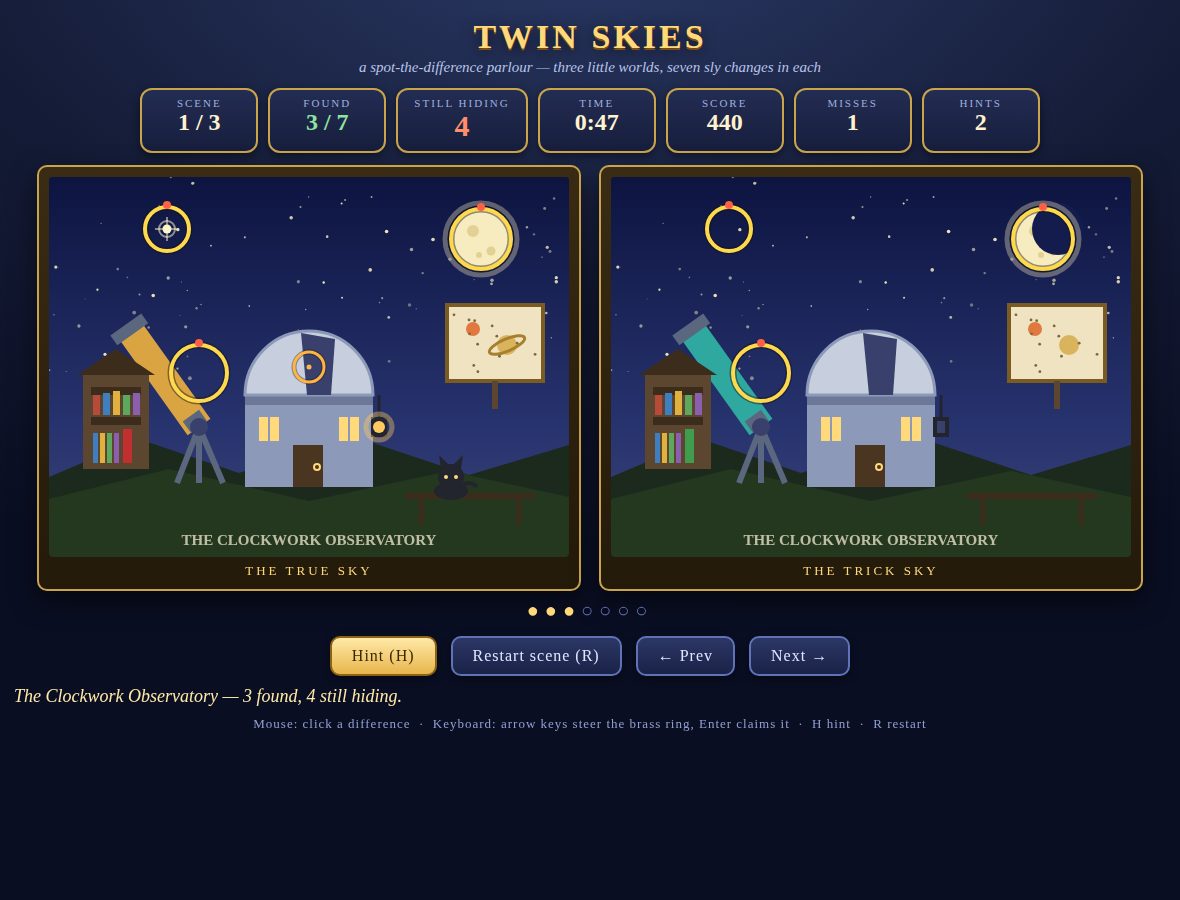 TWIN SKIES
a spot-the-difference parlour — three little worlds, seven sly changes in each
SCENE
1 / 3
FOUND
3 / 7
STILL HIDING
4
TIME
0:47
SCORE
440
MISSES
1
HINTS
2
THE CLOCKWORK OBSERVATORY
THE TRUE SKY
THE CLOCKWORK OBSERVATORY
THE TRICK SKY
Hint (H)
Restart scene (R)
← Prev
Next →
The Clockwork Observatory — 3 found, 4 still hiding.
Mouse: click a difference · Keyboard: arrow keys steer the brass ring, Enter claims it · H hint · R restart